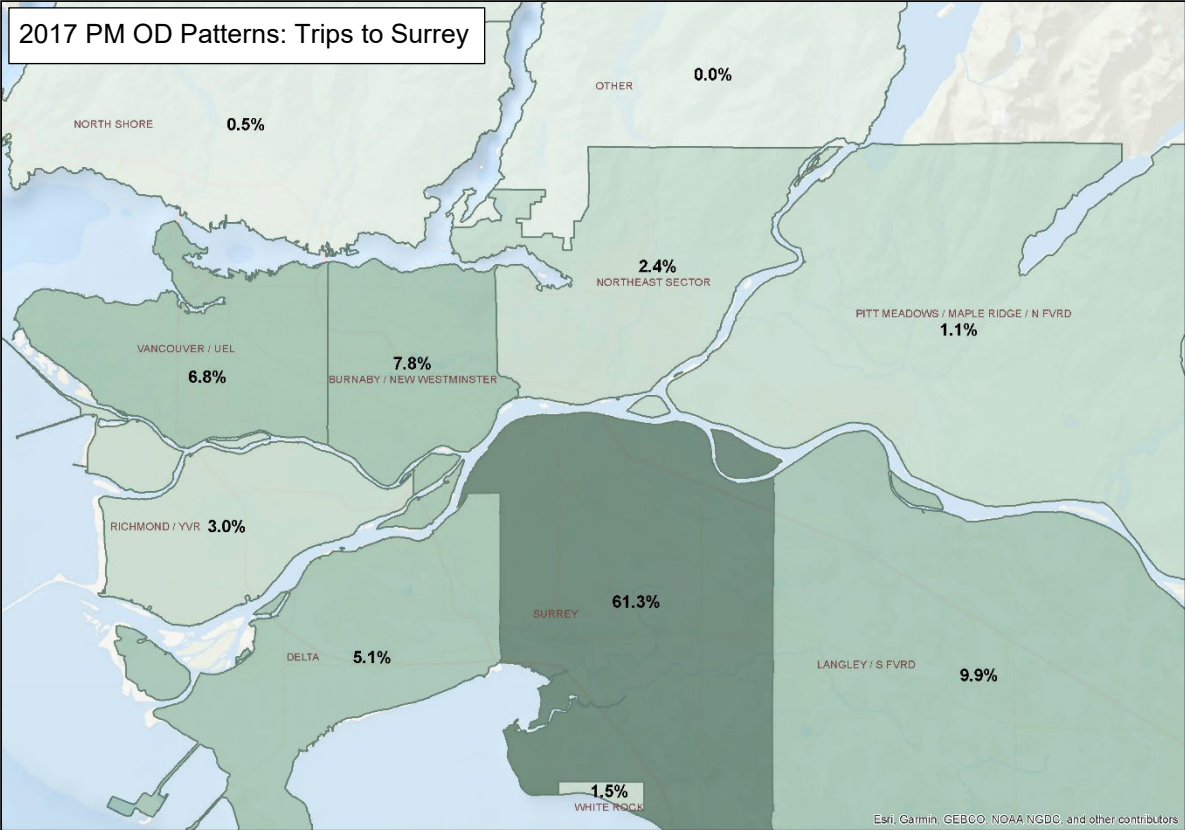 2017 PM OD Patterns: Trips to Surrey
OTHER
0.0%
NORTH SHORE
0.5%
2.4%
NORTHEAST SECTOR
PITT MEADOWS / MAPLE RIDGE / N FVRD
1.1%
VANCOUVER / UEL
6.8%
7.8%
BURNABY / NEW WESTMINSTER
RICHMOND / YVR 3.0%
SURREY
61.3%
DELTA
5.1%
LANGLEY / S FVRD
9.9%
1.5%
WHITE ROCK
Esri, Garmin, GEBCO, NOAA NGDC, and other contributors